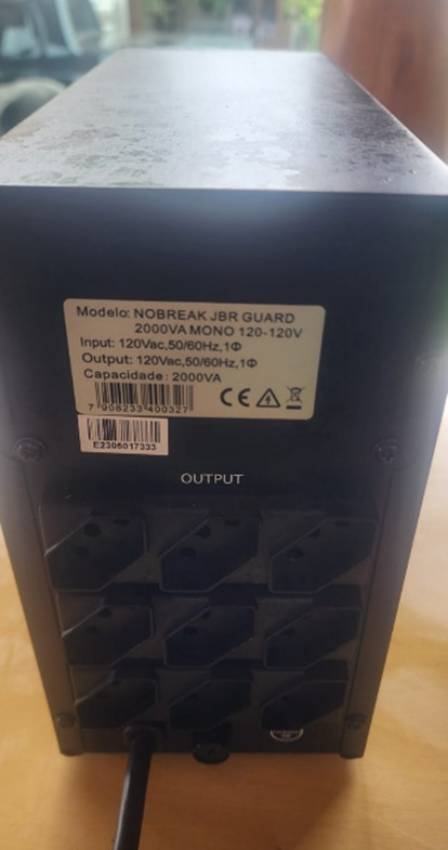 Modelo: NOBREAK JBR GUARD
2000VA MONO 120-120V
Input: 120Vac,50/60Hz,1Φ
Output: 120Vac,50/60Hz,1Φ
Capacidade: 2000VA
7 908233 400327
CE
E2306017333
OUTPUT